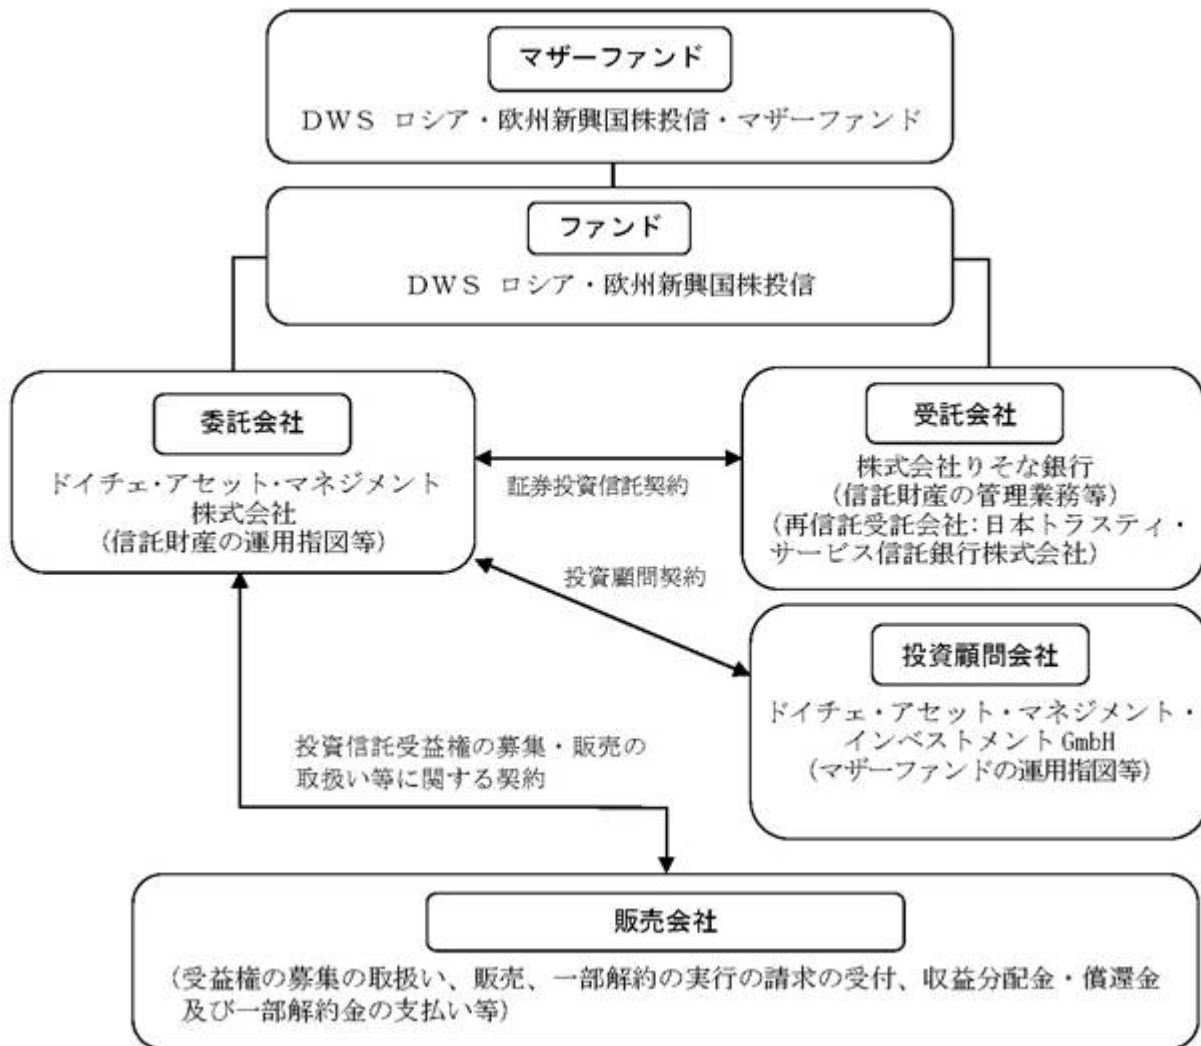 マザーファンド
DWS ロシア・欧州新興国株投信・マザーファンド
ファンド
DWS ロシア・欧州新興国株投信
委託会社
ドイチェ・アセット・マネジメント
株式会社
(信託財産の運用指図等)
証券投資信託契約
受託会社
株式会社りそな銀行
(信託財産の管理業務等)
(再信託受託会社:日本トラスティ・
サービス信託銀行株式会社)
投資顧問契約
投資顧問会社
ドイチェ・アセット・マネジメント・
インベストメントGmbH
(マザーファンドの運用指図等)
投資信託受益権の募集・販売の
取扱い等に関する契約
販売会社
(受益権の募集の取扱い、販売、一部解約の実行の請求の受付、収益分配金・償還金
及び一部解約金の支払い等)